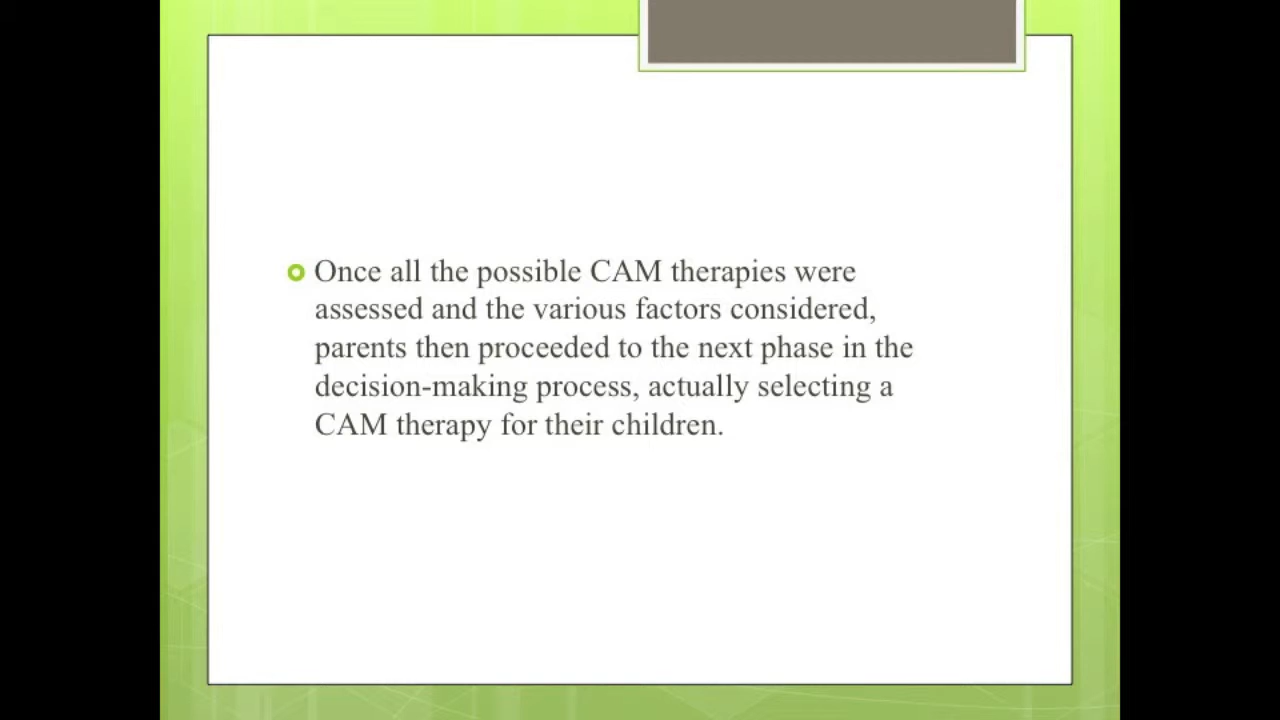 Once all the possible CAM therapies were
assessed and the various factors considered,
parents then proceeded to the next phase in the
decision-making process, actually selecting a
CAM therapy for their children.